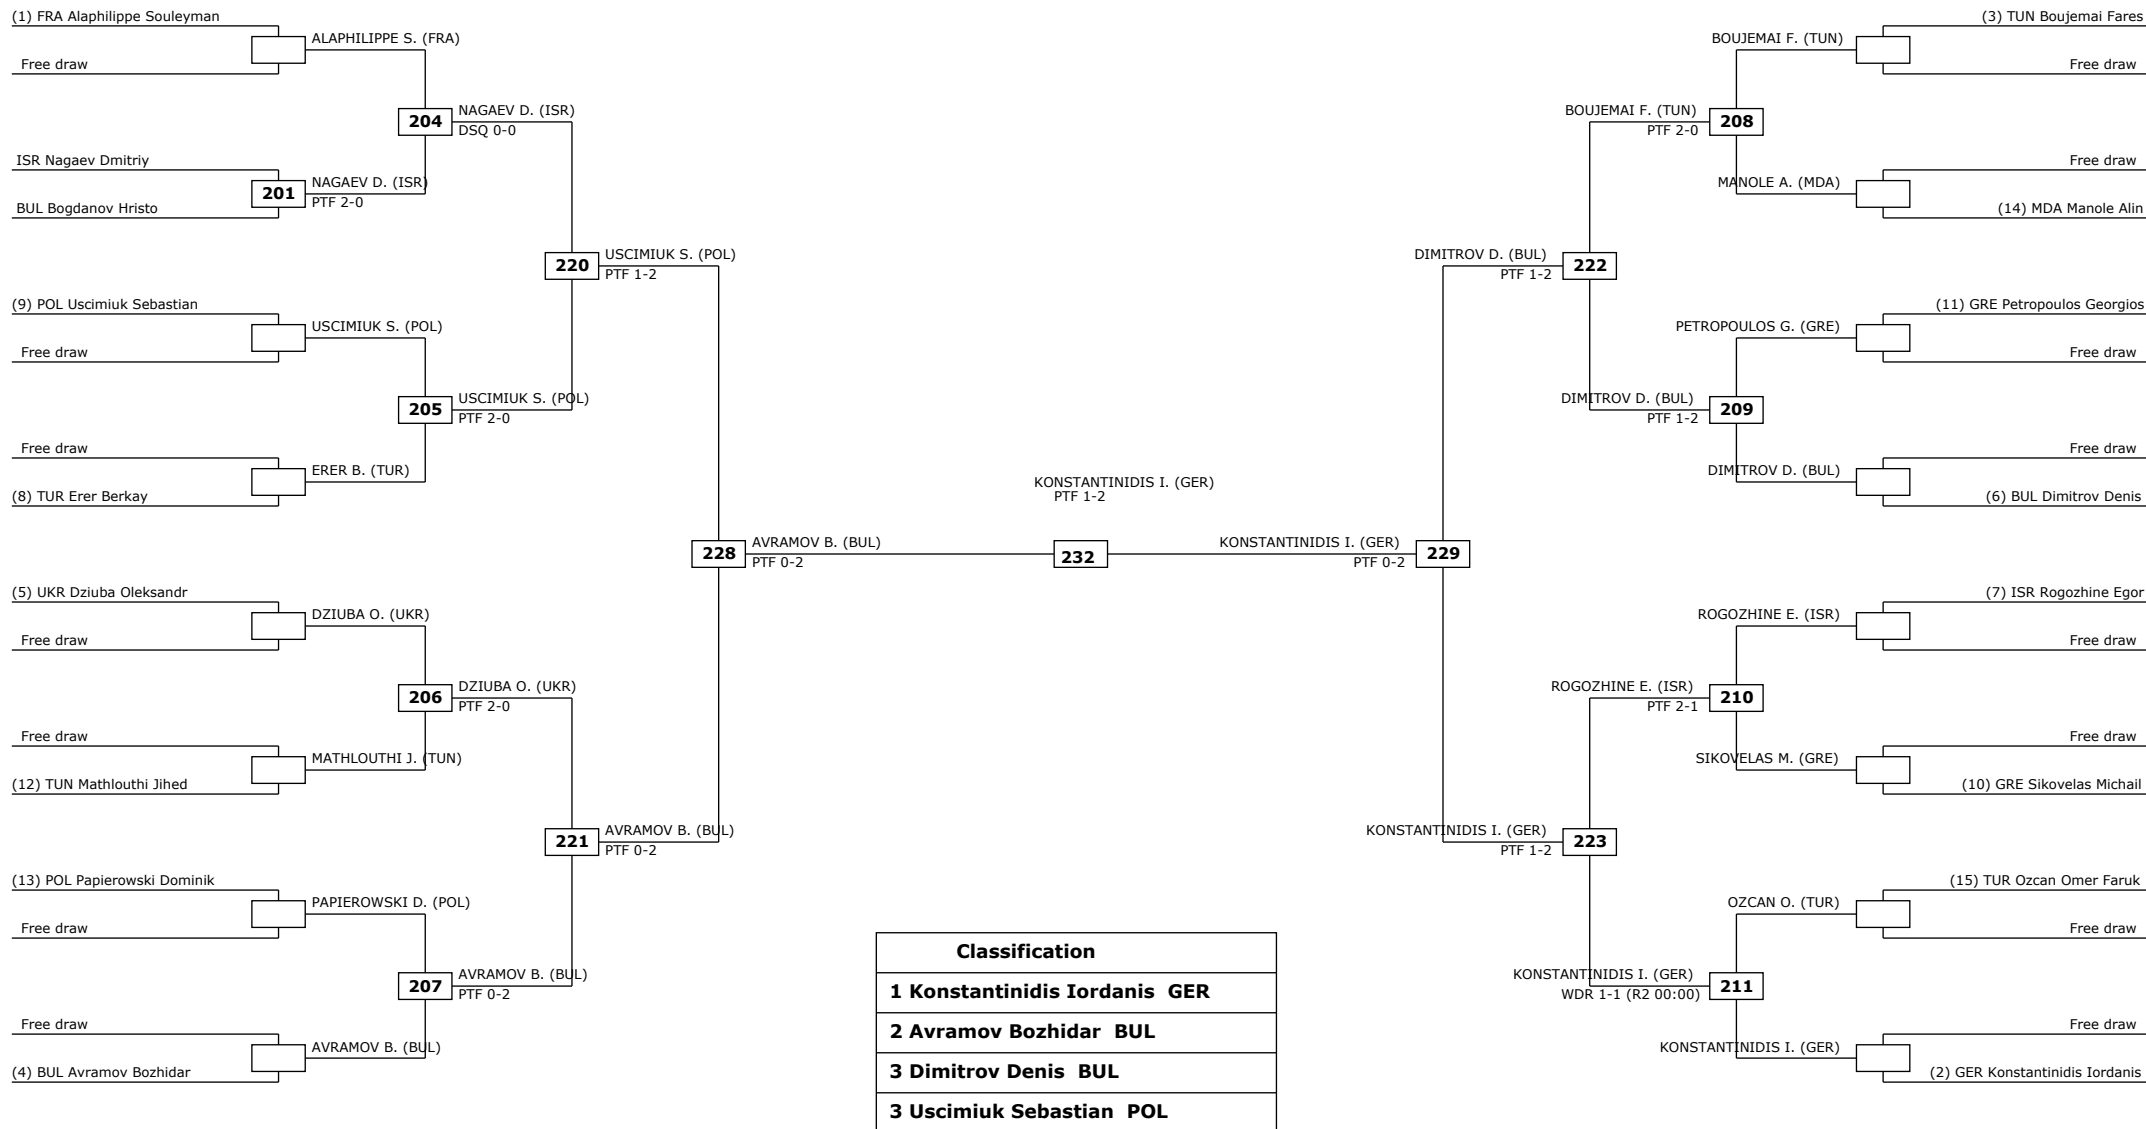 (1) FRA Alaphilippe Souleyman
ALAPHILIPPE S. (FRA)
Free draw
204
NAGAEV D. (ISR)
DSQ 0-0
ISR Nagaev Dmitriy
201
NAGAEV D. (ISR)
PTF 2-0
BUL Bogdanov Hristo
220
USCIMIUK S. (POL)
PTF 1-2
(9) POL Uscimiuk Sebastian
USCIMIUK S. (POL)
Free draw
205
USCIMIUK S. (POL)
PTF 2-0
Free draw
ERER B. (TUR)
(8) TUR Erer Berkay
228
AVRAMOV B. (BUL)
PTF 0-2
(5) UKR Dziuba Oleksandr
DZIUBA O. (UKR)
Free draw
206
DZIUBA O. (UKR)
PTF 2-0
Free draw
MATHLOUTHI J. (TUN)
(12) TUN Mathlouthi Jihed
221
AVRAMOV B. (BUL)
PTF 0-2
(13) POL Papierowski Dominik
PAPIEROWSKI D. (POL)
Free draw
207
AVRAMOV B. (BUL)
PTF 0-2
Free draw
AVRAMOV B. (BUL)
(4) BUL Avramov Bozhidar
KONSTANTINIDIS I. (GER)
PTF 1-2
232
(3) TUN Boujemai Fares
BOUJEMAI F. (TUN)
Free draw
BOUJEMAI F. (TUN)
PTF 2-0
208
Free draw
MANOLE A. (MDA)
(14) MDA Manole Alin
DIMITROV D. (BUL)
PTF 1-2
222
(11) GRE Petropoulos Georgios
PETROPOULOS G. (GRE)
Free draw
DIMITROV D. (BUL)
PTF 1-2
209
Free draw
DIMITROV D. (BUL)
(6) BUL Dimitrov Denis
KONSTANTINIDIS I. (GER)
PTF 0-2
229
(7) ISR Rogozhine Egor
ROGOZHINE E. (ISR)
Free draw
ROGOZHINE E. (ISR)
PTF 2-1
210
Free draw
SIKOVELAS M. (GRE)
(10) GRE Sikovelas Michail
KONSTANTINIDIS I. (GER)
PTF 1-2
223
(15) TUR Ozcan Omer Faruk
OZCAN O. (TUR)
Free draw
KONSTANTINIDIS I. (GER)
WDR 1-1 (R2 00:00)
211
Free draw
KONSTANTINIDIS I. (GER)
(2) GER Konstantinidis Iordanis
Classification
1 Konstantinidis Iordanis GER
2 Avramov Bozhidar BUL
3 Dimitrov Denis BUL
3 Uscimiuk Sebastian POL